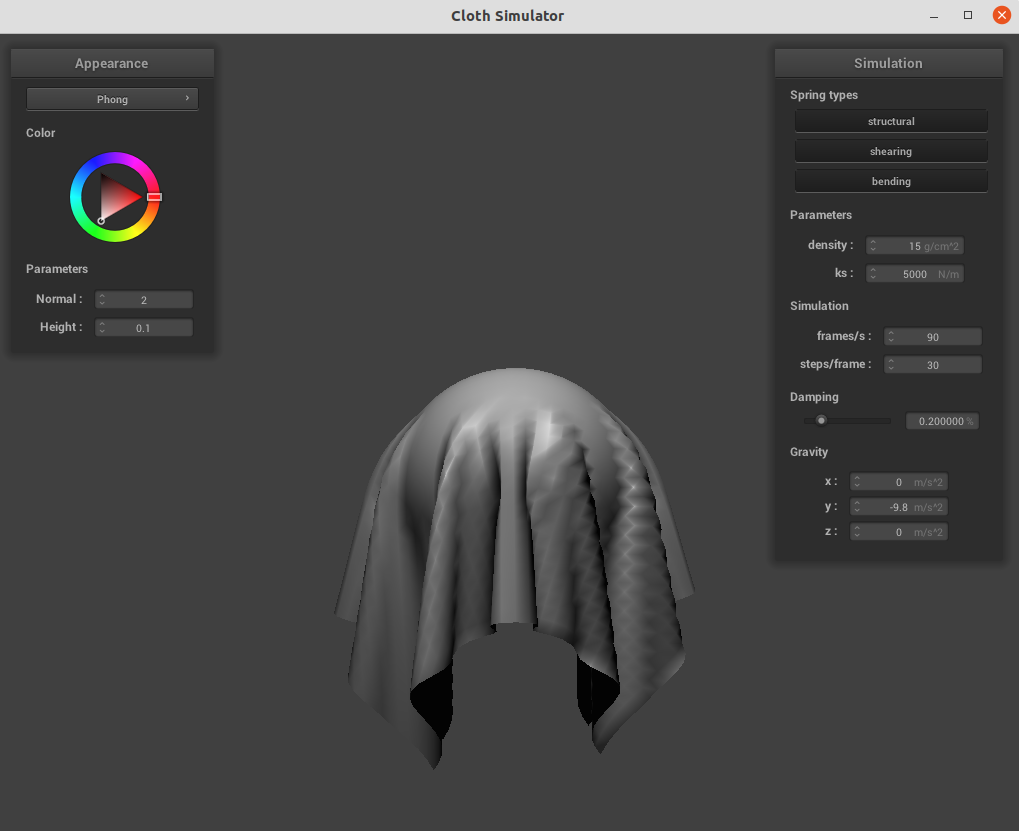 Cloth Simulator
Appearance
Phong
Color
Parameters
Normal : 2
Height : 0.1
Simulation
Spring types
structural
shearing
bending
Parameters
density : 15 g/cm^2
ks : 5000 N/m
Simulation
frames/s : 90
steps/frame : 30
Damping
0.200000 %
Gravity
x : 0 m/s^2
y : -9.8 m/s^2
z : 0 m/s^2